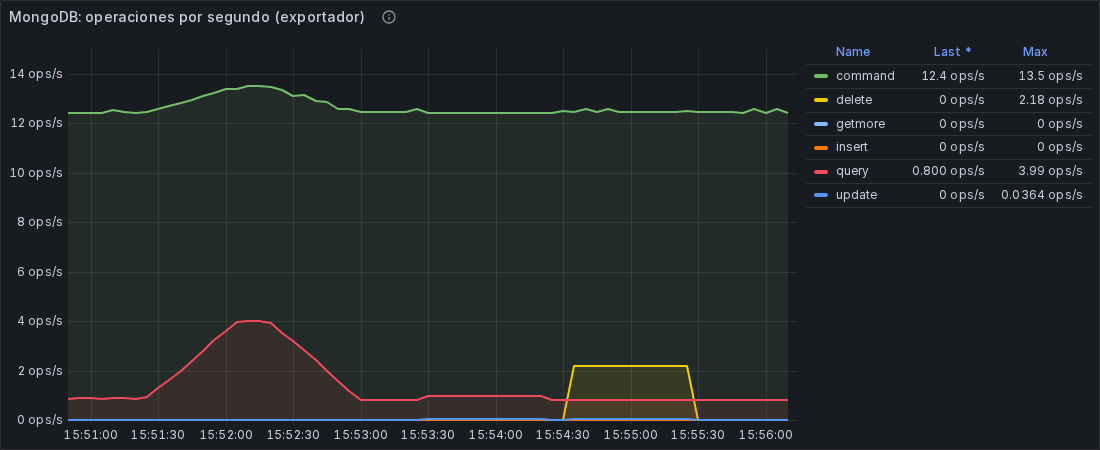 MongoDB: operaciones por segundo (exportador)
14 ops/s
12 ops/s
10 ops/s
8 ops/s
6 ops/s
4 ops/s
2 ops/s
0 ops/s
15:51:00 15:51:30 15:52:00 15:52:30 15:53:00 15:53:30 15:54:00 15:54:30 15:55:00 15:55:30 15:56:00
Name Last * Max
command 12.4 ops/s 13.5 ops/s
delete 0 ops/s 2.18 ops/s
getmore 0 ops/s 0 ops/s
insert 0 ops/s 0 ops/s
query 0.800 ops/s 3.99 ops/s
update 0 ops/s 0.0364 ops/s